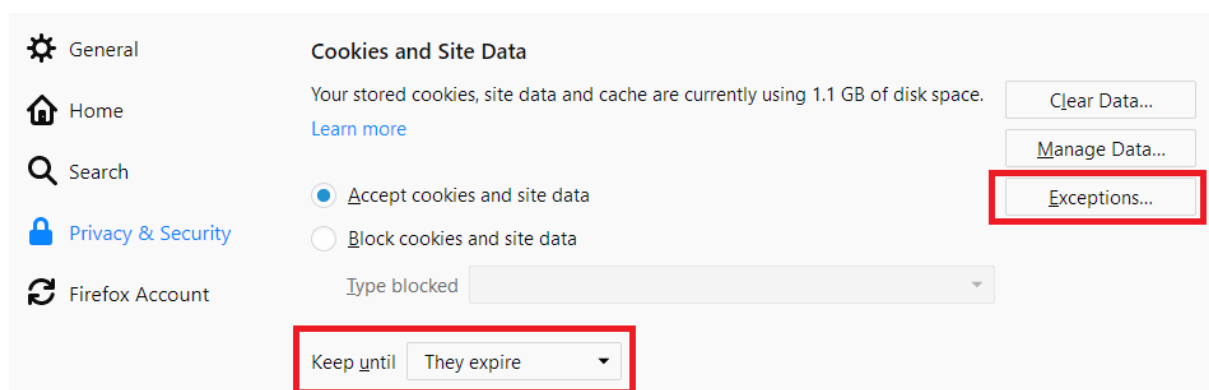 General
Home
Search
Privacy & Security
Firefox Account
Cookies and Site Data
Your stored cookies, site data and cache are currently using 1.1 GB of disk space.
Learn more
Clear Data...
Manage Data...
Exceptions...
Accept cookies and site data
Block cookies and site data
Type blocked
Keep until They expire